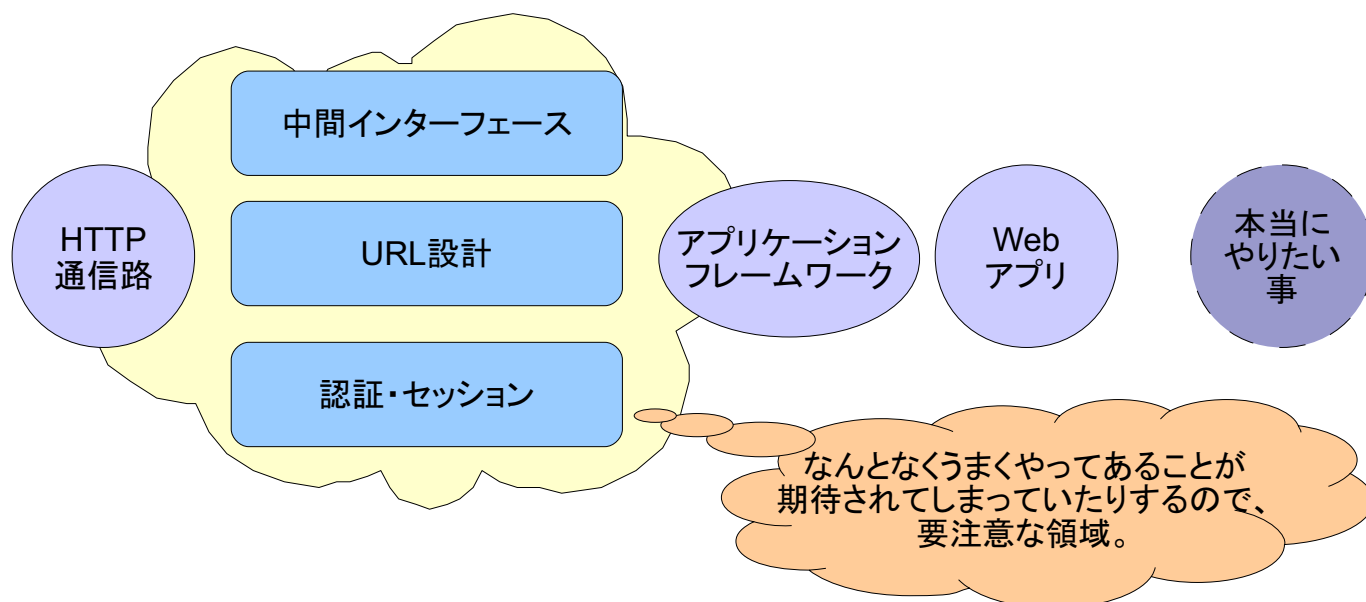 中間インターフェース
HTTP
通信路
URL設計
アプリケーション
フレームワーク
Web
アプリ
本当に
やりたい
事
認証・セッション
なんとなくうまくやってあることが
期待されてしまっていたりするので、
要注意な領域。